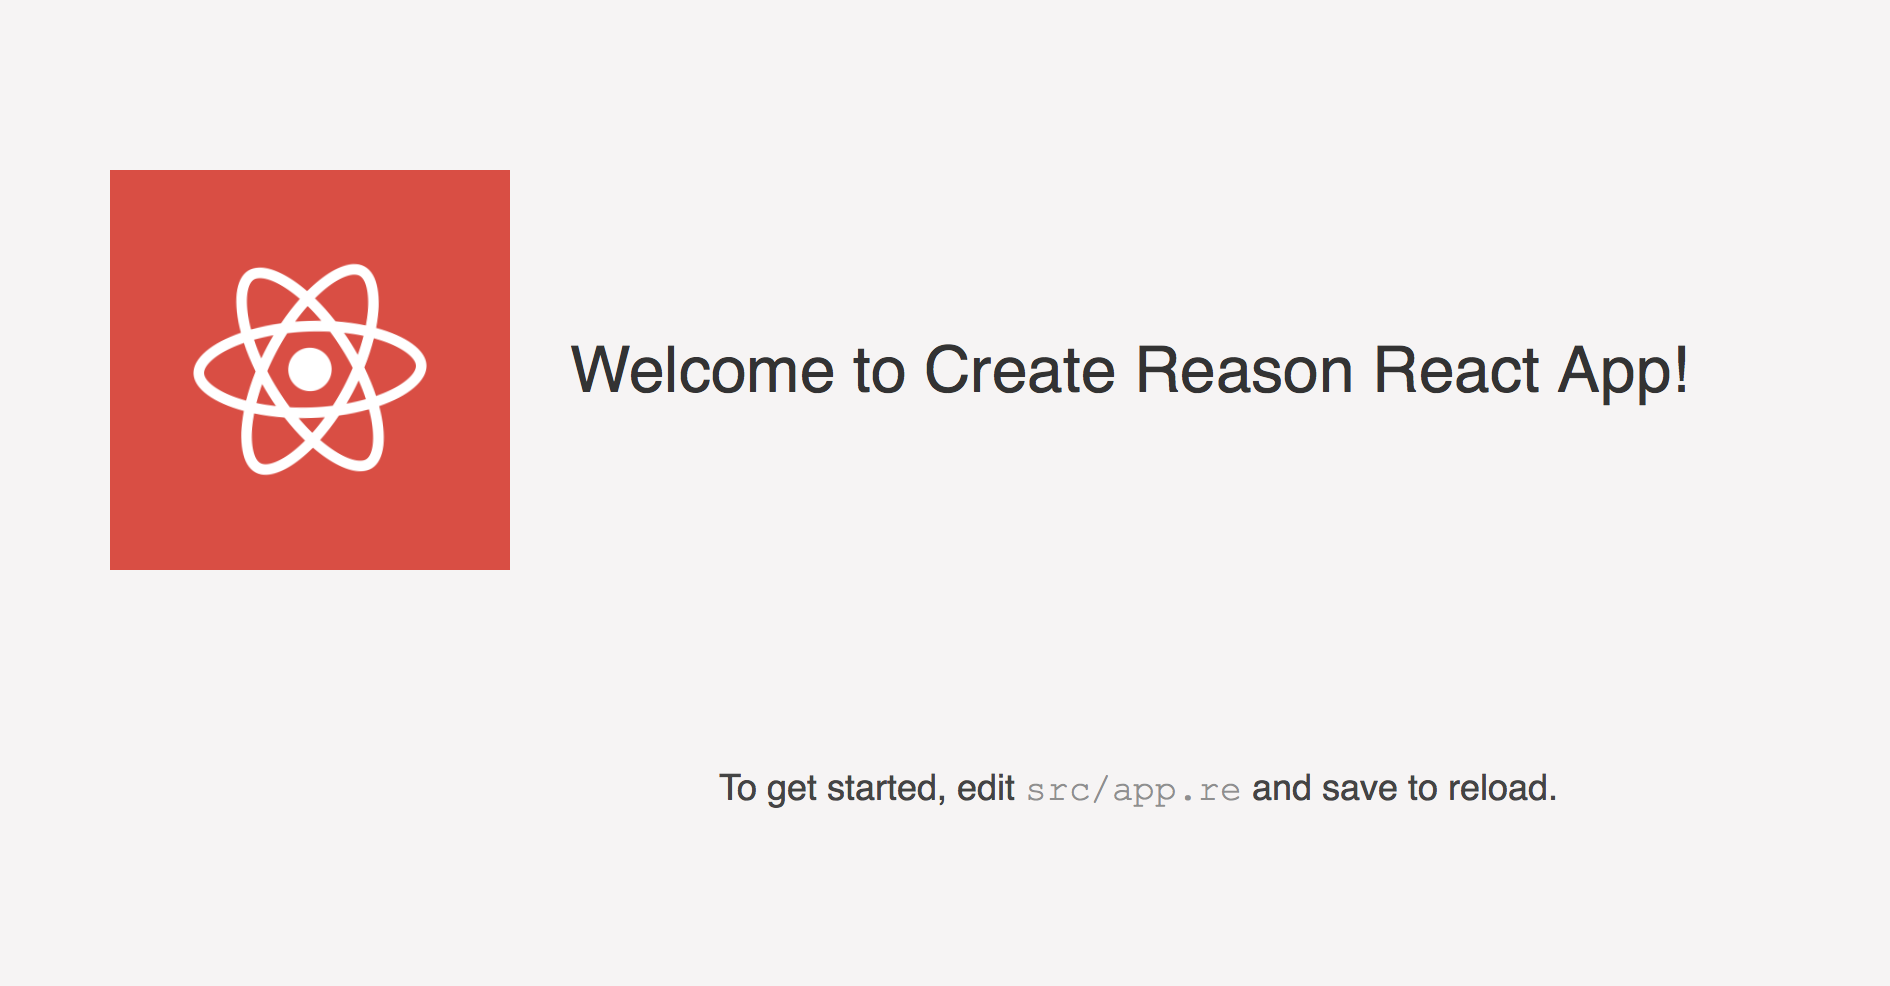 Welcome to Create Reason React App!
To get started, edit src/app.re and save to reload.